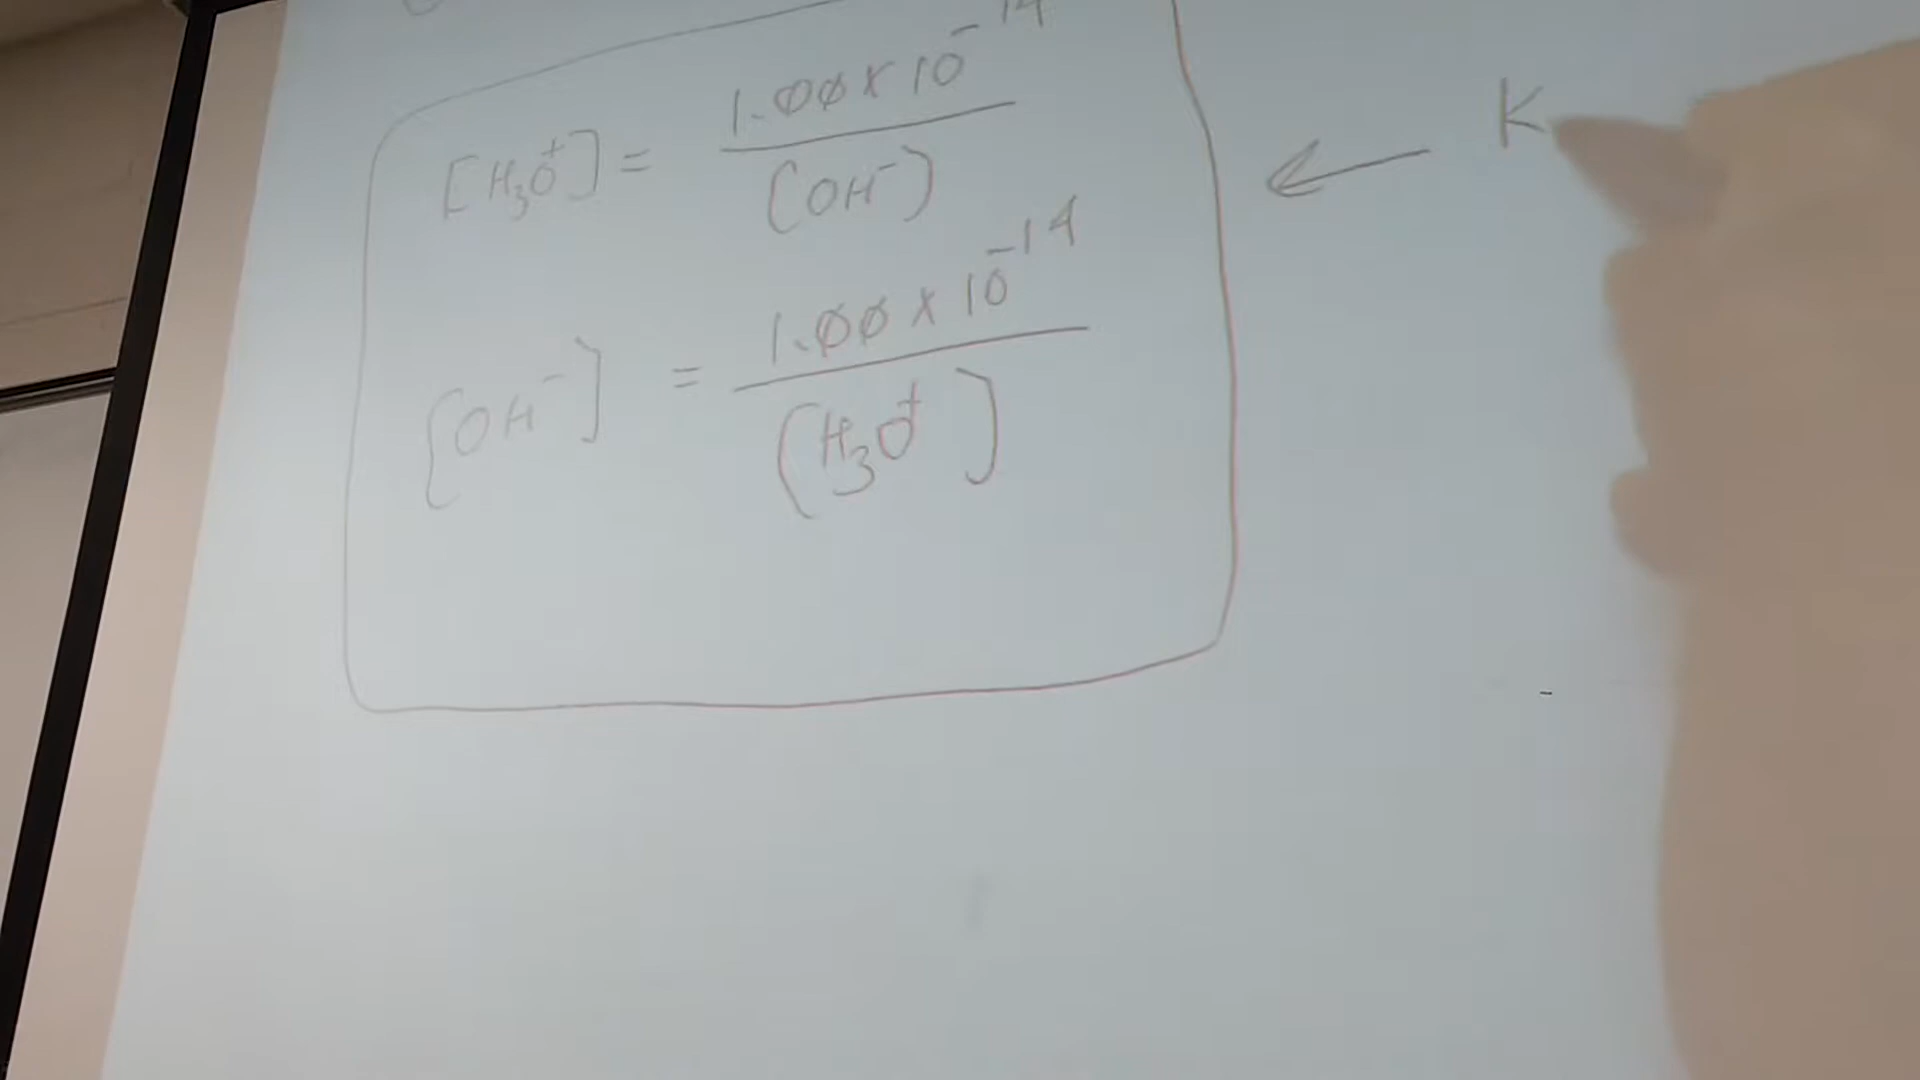 [H₃O⁺] = 1.00 x 10⁻¹⁴ / (OH⁻)
← K
[OH⁻] = 1.00 x 10⁻¹⁴ / (H₃O⁺)